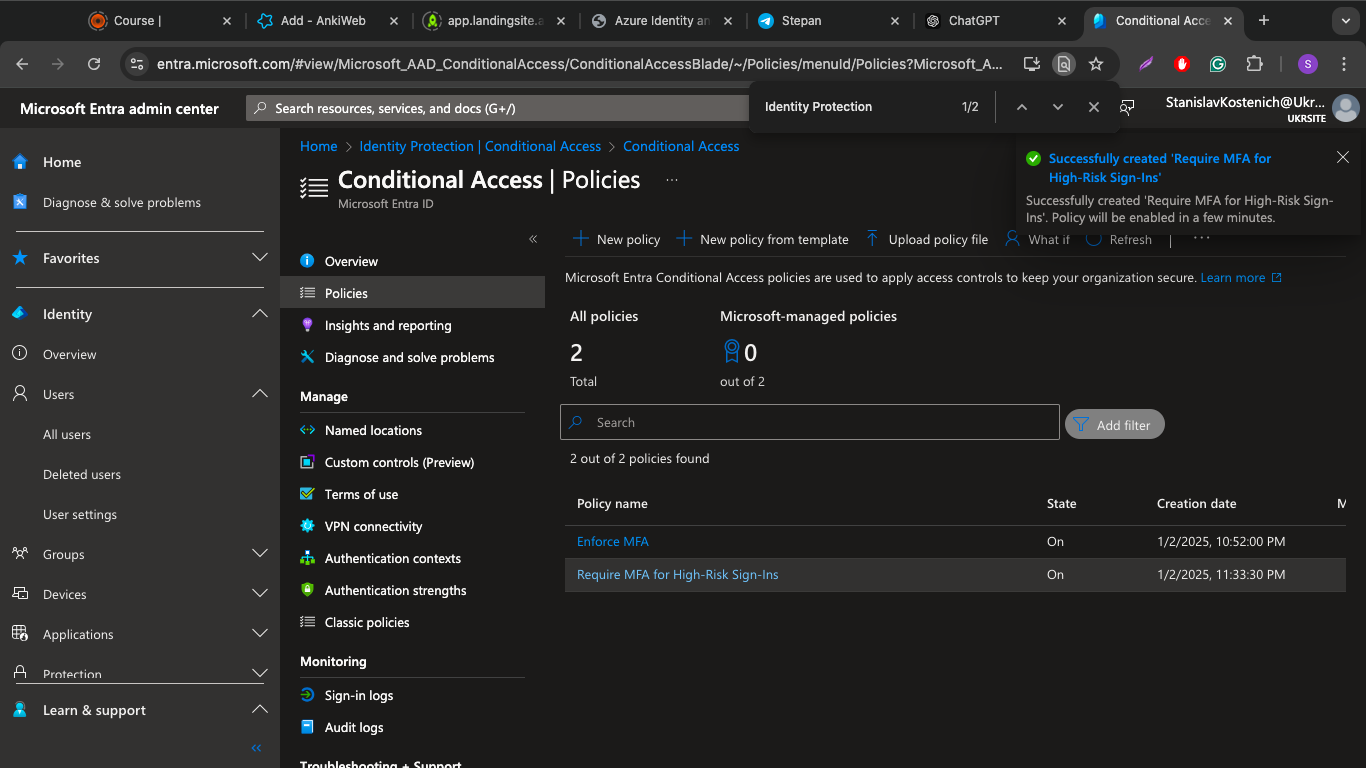 Course |
Add - AnkiWeb
app.landingsite.a
Azure Identity an
Stepan
ChatGPT
Conditional Acce
entra.microsoft.com/#view/Microsoft_AAD_ConditionalAccess/ConditionalAccessBlade/~/Policies/menuId/Policies?Microsoft_A...
S
Identity Protection 1/2
Microsoft Entra admin center
Search resources, services, and docs (G+/)
StanislavKostenich@Ukr...
UKRSITE
Home
Diagnose & solve problems
Favorites
Identity
Overview
Users
All users
Deleted users
User settings
Groups
Devices
Applications
Protection
Learn & support
Home > Identity Protection | Conditional Access > Conditional Access
Conditional Access | Policies ...
Microsoft Entra ID
Successfully created 'Require MFA for
High-Risk Sign-Ins'
Successfully created 'Require MFA for High-Risk Sign-
Ins'. Policy will be enabled in a few minutes.
Overview
Policies
Insights and reporting
Diagnose and solve problems
Manage
Named locations
Custom controls (Preview)
Terms of use
VPN connectivity
Authentication contexts
Authentication strengths
Classic policies
Monitoring
Sign-in logs
Audit logs
Troubleshooting + Support
New policy
New policy from template
Upload policy file
What if
Refresh
...
Microsoft Entra Conditional Access policies are used to apply access controls to keep your organization secure. Learn more
All policies
2
Total
Microsoft-managed policies
0
out of 2
Search
Add filter
2 out of 2 policies found
Policy name State Creation date M
Enforce MFA On 1/2/2025, 10:52:00 PM
Require MFA for High-Risk Sign-Ins On 1/2/2025, 11:33:30 PM